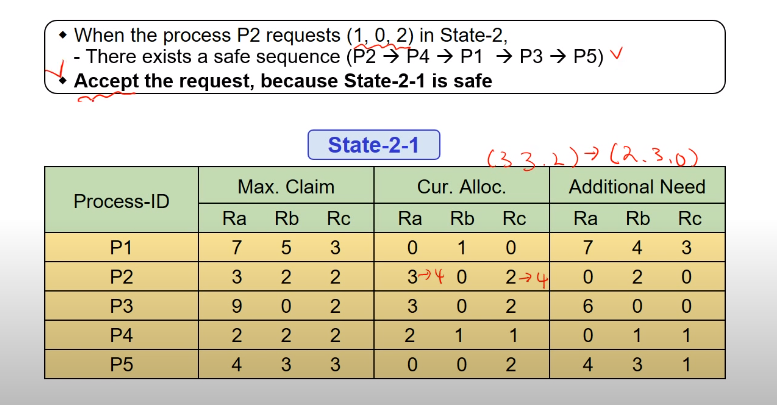 ◆ When the process P2 requests (1, 0, 2) in State-2,
- There exists a safe sequence (P2 → P4 → P1 → P3 → P5) ✓
◆ Accept the request, because State-2-1 is safe
State-2-1
(3 3, 2) → (2, 3, 0)
Process-ID Max. Claim Cur. Alloc. Additional Need
Ra Rb Rc Ra Rb Rc Ra Rb Rc
P1 7 5 3 0 1 0 7 4 3
P2 3 2 2 3→4 0 2→4 0 2 0
P3 9 0 2 3 0 2 6 0 0
P4 2 2 2 2 1 1 0 1 1
P5 4 3 3 0 0 2 4 3 1